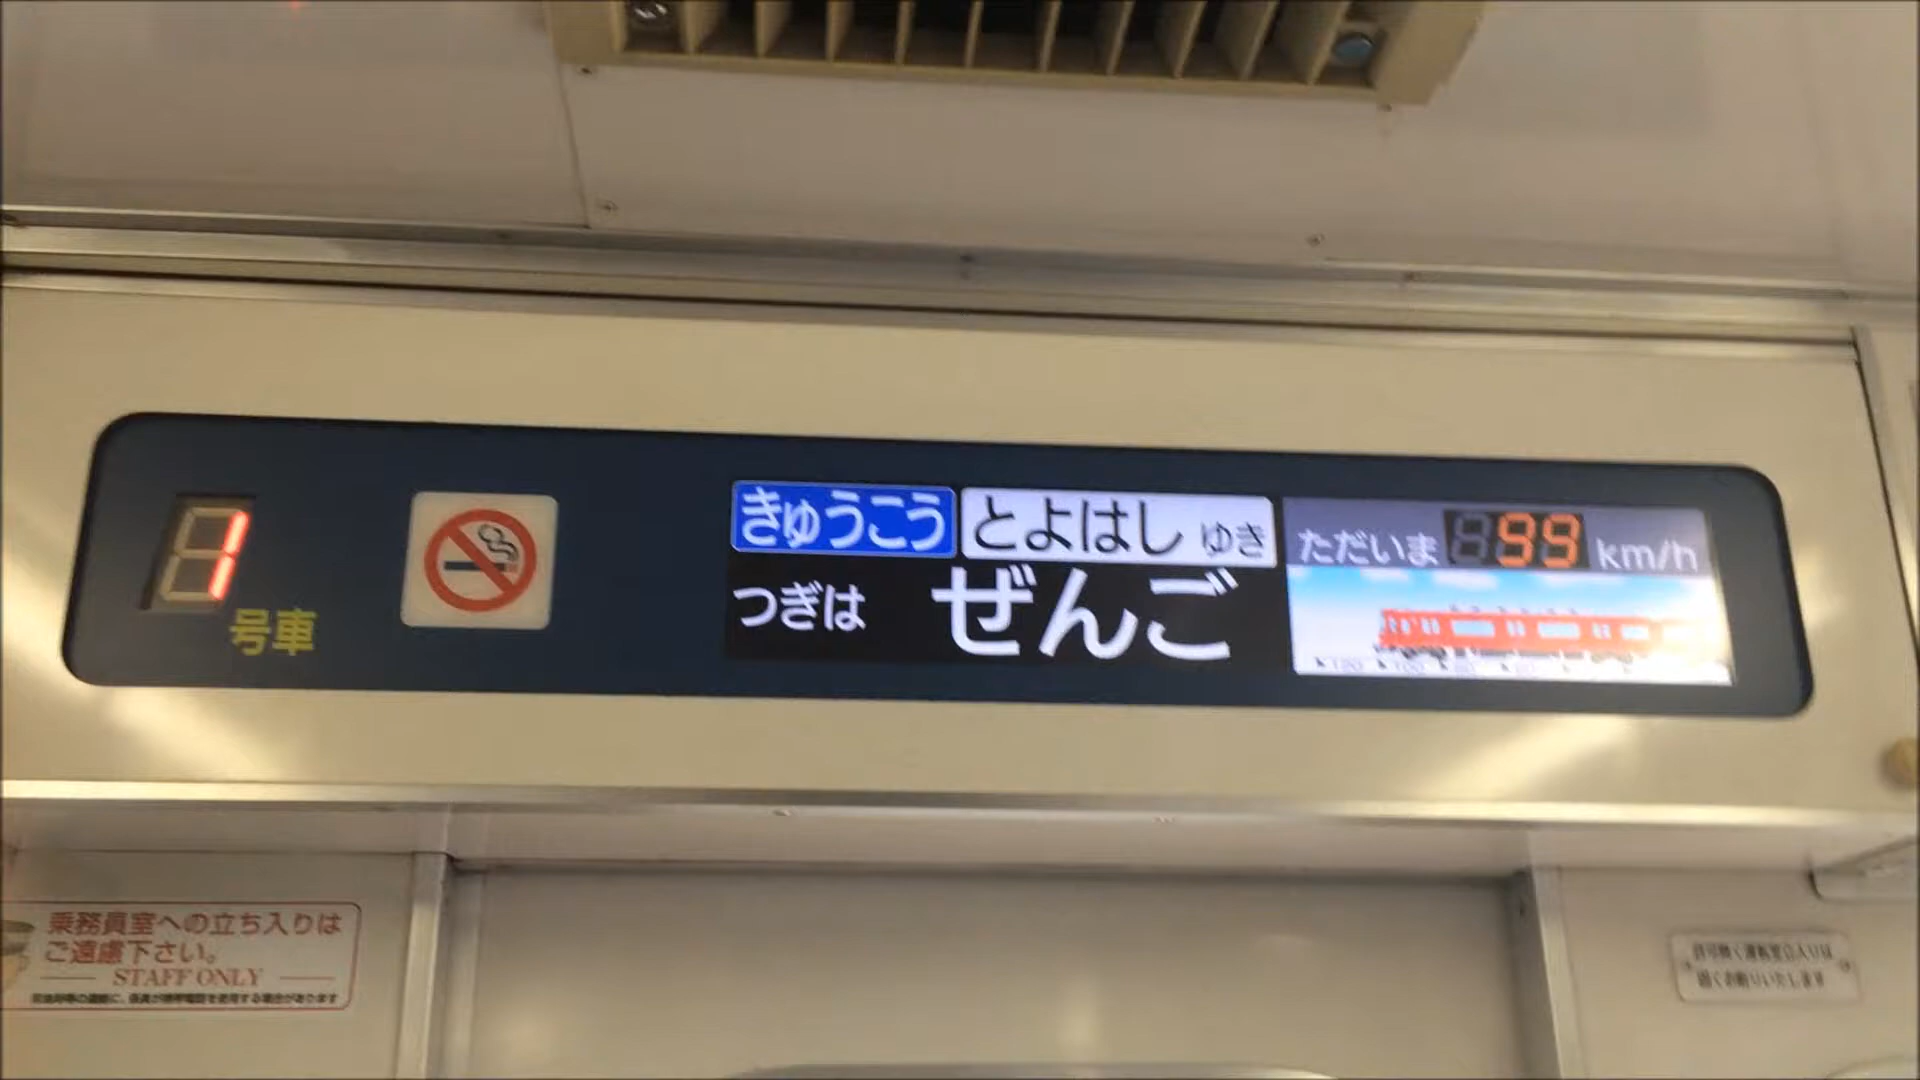 1
号車
きゅうこう
とよはし ゆき
つぎは ぜんご
ただいま 99 km/h
乗務員室への立ち入りは
ご遠慮下さい。
STAFF ONLY